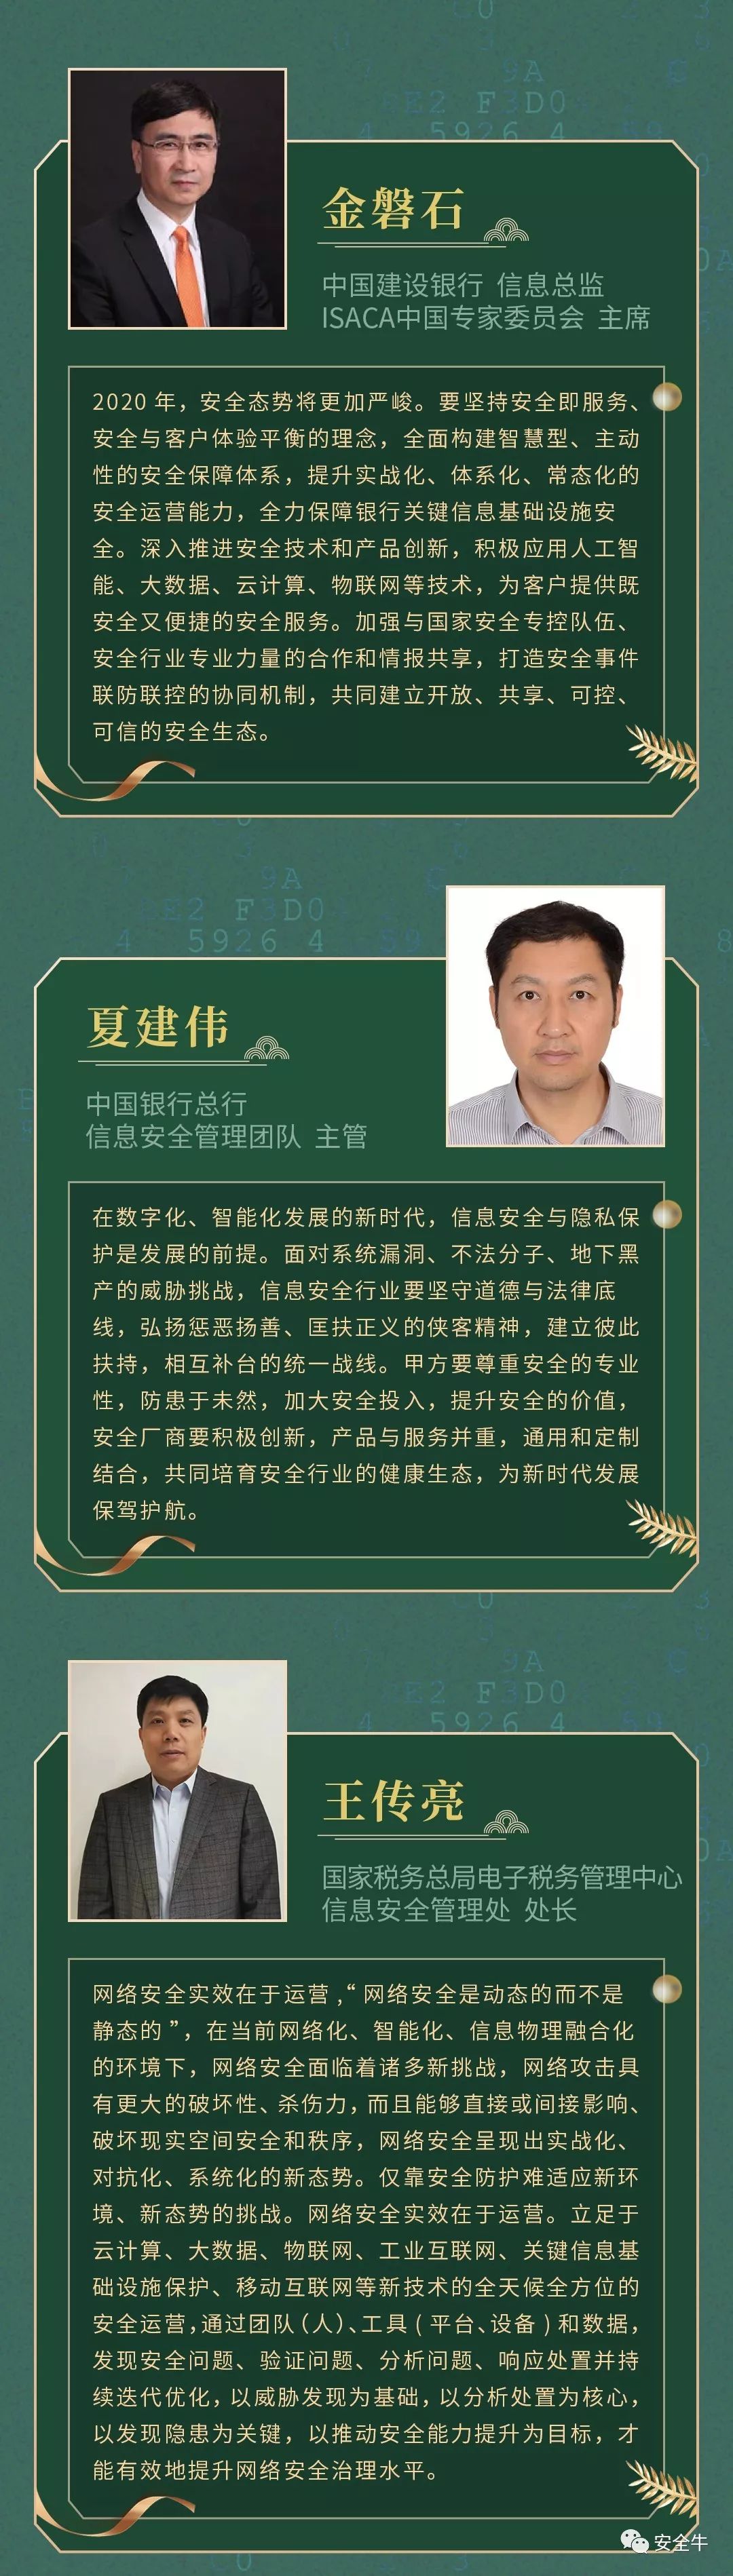 9A
E2 F3D0
4 5926 4
金磐石
中国建设银行 信息总监
ISACA中国专家委员会 主席
2020 年，安全态势将更加严峻。要坚持安全即服务、
安全与客户体验平衡的理念，全面构建智慧型、主动
性的安全保障体系，提升实战化、体系化、常态化的
安全运营能力，全力保障银行关键信息基础设施安
全。深入推进安全技术和产品创新，积极应用人工智
能、大数据、云计算、物联网等技术，为客户提供既
安全又便捷的安全服务。加强与国家安全专控队伍、
安全行业专业力量的合作和情报共享，打造安全事件
联防联控的协同机制，共同建立开放、共享、可控、
可信的安全生态。
9A
E2 F3D0
4 5926 4
夏建伟
中国银行总行
信息安全管理团队 主管
在数字化、智能化发展的新时代，信息安全与隐私保
护是发展的前提。面对系统漏洞、不法分子、地下黑
产的威胁挑战，信息安全行业要坚守道德与法律底
线，弘扬惩恶扬善、匡扶正义的侠客精神，建立彼此
扶持，相互补台的统一战线。甲方要尊重安全的专业
性，防患于未然，加大安全投入，提升安全的价值，
安全厂商要积极创新，产品与服务并重，通用和定制
结合，共同培育安全行业的健康生态，为新时代发展
保驾护航。
9A
E2 F3D0
4 5926 4
王传亮
国家税务总局电子税务管理中心
信息安全管理处 处长
网络安全实效在于运营，“网络安全是动态的而不是
静态的”，在当前网络化、智能化、信息物理融合化
的环境下，网络安全面临着诸多新挑战，网络攻击具
有更大的破坏性、杀伤力，而且能够直接或间接影响、
破坏现实空间安全和秩序，网络安全呈现出实战化、
对抗化、系统化的新态势。仅靠安全防护难适应新环
境、新态势的挑战。网络安全实效在于运营。立足于
云计算、大数据、物联网、工业互联网、关键信息基
础设施保护、移动互联网等新技术的全天候全方位的
安全运营，通过团队（人）、工具（平台、设备）和数据，
发现安全问题、验证问题、分析问题、响应处置并持
续迭代优化，以威胁发现为基础，以分析处置为核心，
以发现隐患为关键，以推动安全能力提升为目标，才
能有效地提升网络安全治理水平。
安全牛